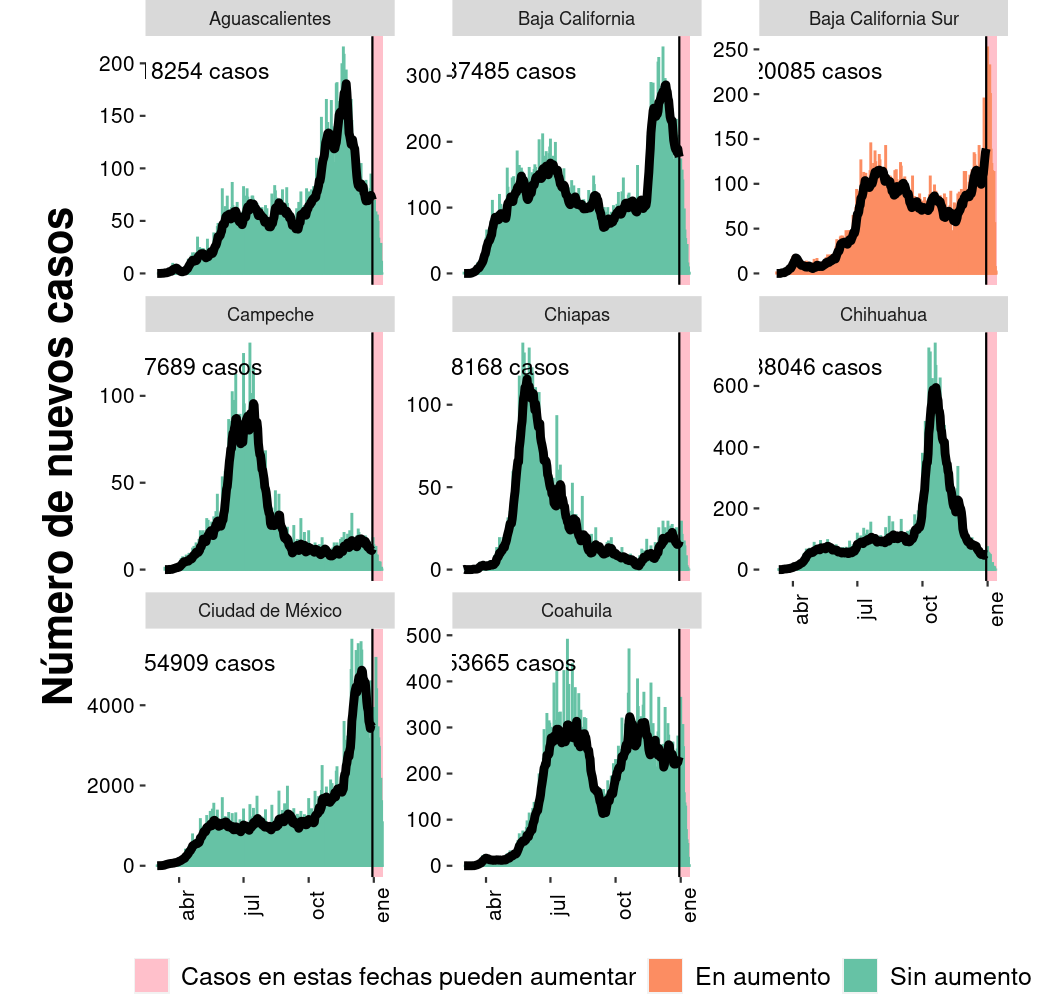 Aguascalientes
Baja California
Baja California Sur
18254 casos
37485 casos
20085 casos
200
150
100
50
0
300
200
100
0
250
200
150
100
50
0
Campeche
Chiapas
Chihuahua
7689 casos
8168 casos
38046 casos
100
50
0
100
50
0
600
400
200
0
abr
jul
oct
ene
Ciudad de México
Coahuila
54909 casos
53665 casos
4000
2000
0
500
400
300
200
100
0
abr
jul
oct
ene
abr
jul
oct
ene
Número de nuevos casos
Casos en estas fechas pueden aumentar
En aumento
Sin aumento